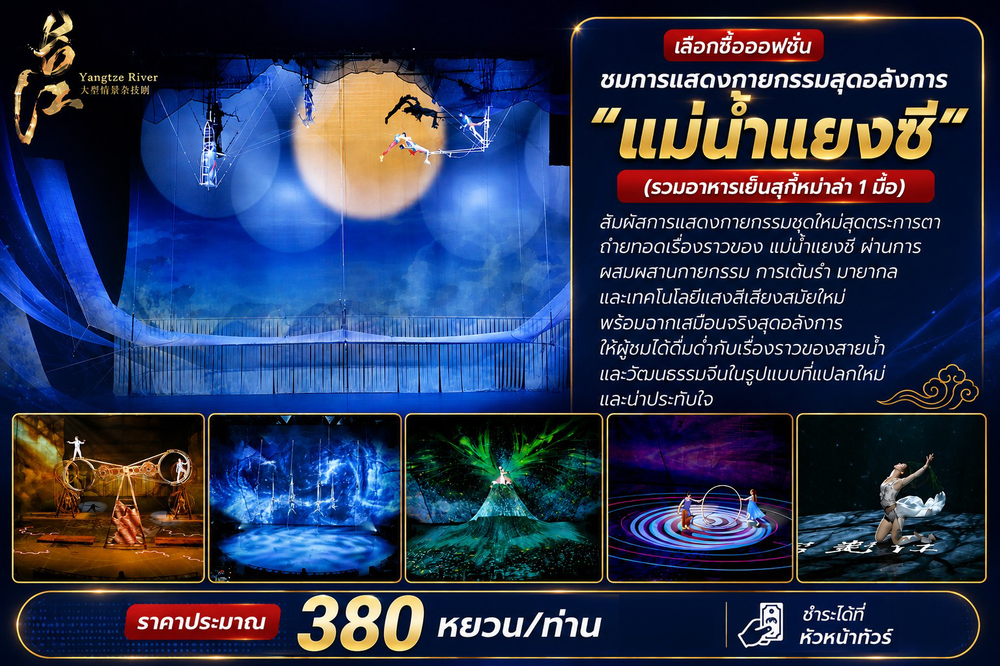 Yangtze River
大型情景杂技剧
เลือกซื้อออฟชั่น
ชมการแสดงกายกรรมสุดอลังการ
"แม่น้ำแยงซี"
(รวมอาหารเย็นสุกี้หม่าล่า 1 มื้อ)
สัมผัสการแสดงกายกรรมชุดใหม่สุดตระการตา
ถ่ายทอดเรื่องราวของ แม่น้ำแยงซี ผ่านการ
ผสมผสานกายกรรม การเต้นรำ มายากล
และเทคโนโลยีแสงสีเสียงสมัยใหม่
พร้อมฉากเสมือนจริงสุดอลังการ
ให้ผู้ชมได้ดื่มด่ำกับเรื่องราวของสายน้ำ
และวัฒนธรรมจีนในรูปแบบที่แปลกใหม่
และน่าประทับใจ
ราคาประมาณ
380 หยวน/ท่าน
ชำระได้ที่
หัวหน้าทัวร์